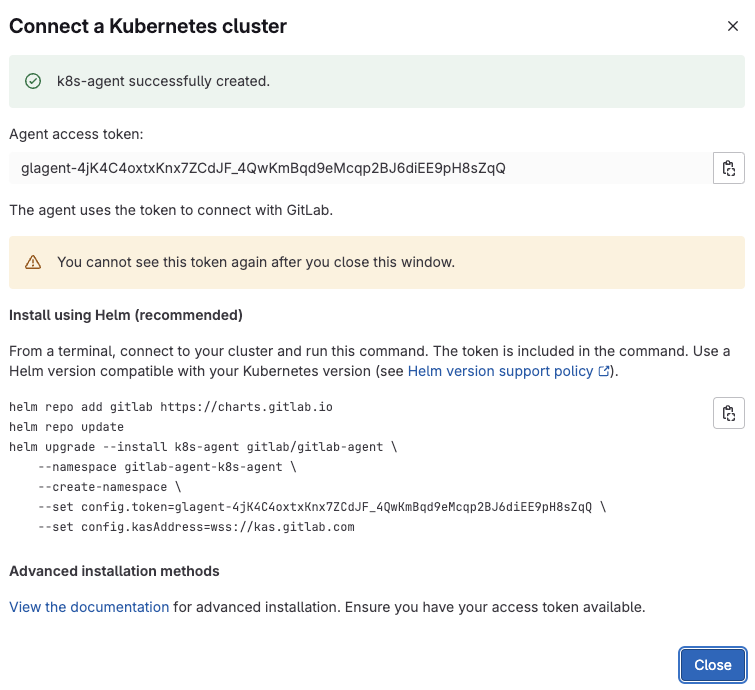 Connect a Kubernetes cluster
k8s-agent successfully created.
Agent access token:
glagent-4jK4C4oxtxKnx7ZCdJF_4QwKmBqd9eMcqp2BJ6diEE9pH8sZqQ
The agent uses the token to connect with GitLab.
You cannot see this token again after you close this window.
Install using Helm (recommended)
From a terminal, connect to your cluster and run this command. The token is included in the command. Use a
Helm version compatible with your Kubernetes version (see Helm version support policy).
helm repo add gitlab https://charts.gitlab.io
helm repo update
helm upgrade --install k8s-agent gitlab/gitlab-agent \
    --namespace gitlab-agent-k8s-agent \
    --create-namespace \
    --set config.token=glagent-4jK4C4oxtxKnx7ZCdJF_4QwKmBqd9eMcqp2BJ6diEE9pH8sZqQ \
    --set config.kasAddress=wss://kas.gitlab.com
Advanced installation methods
View the documentation for advanced installation. Ensure you have your access token available.
Close